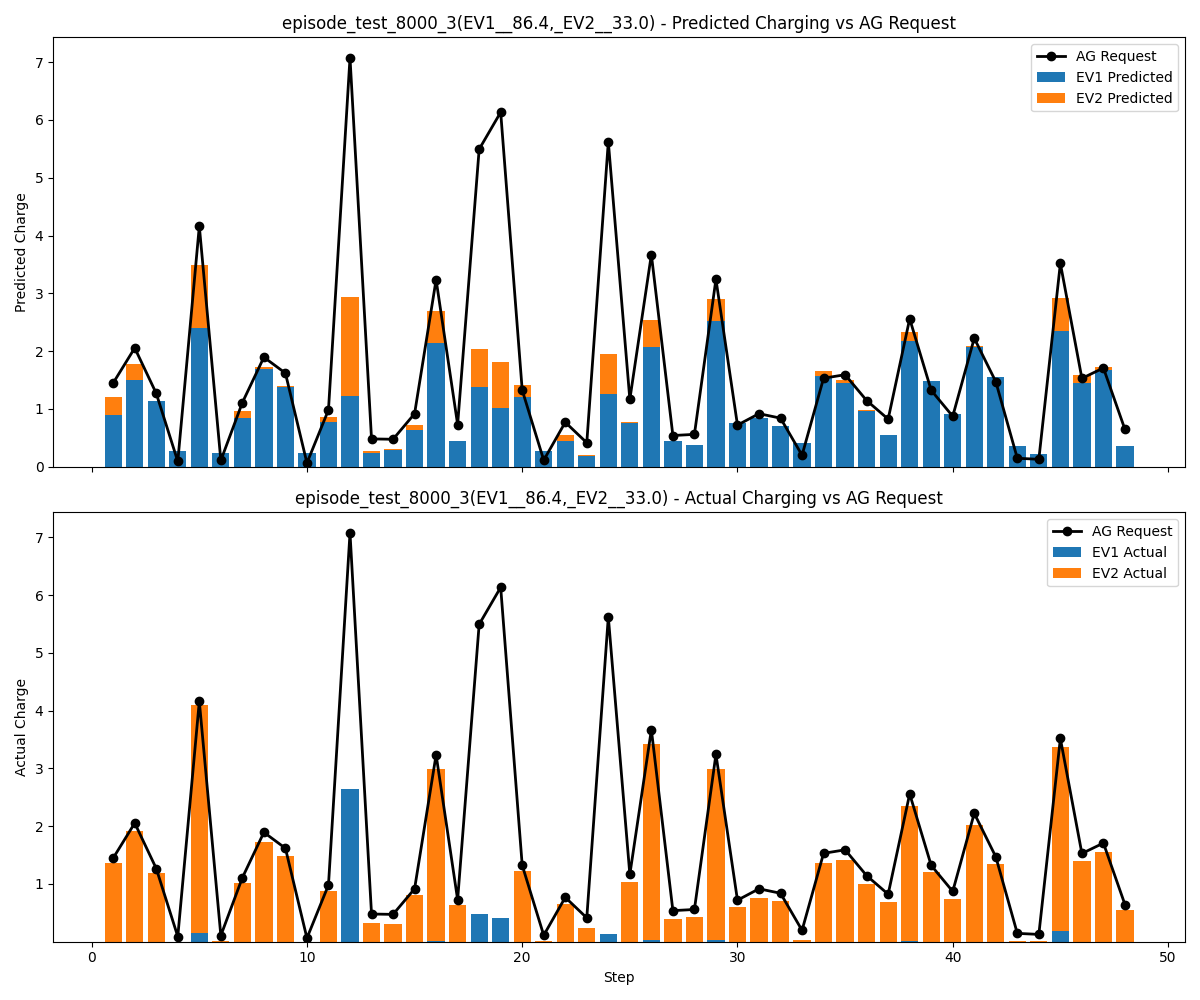 episode_test_8000_3(EV1__86.4,_EV2__33.0) - Predicted Charging vs AG Request
7
6
5
4
3
2
1
0
Predicted Charge
AG Request
EV1 Predicted
EV2 Predicted
episode_test_8000_3(EV1__86.4,_EV2__33.0) - Actual Charging vs AG Request
7
6
5
4
3
2
1
Actual Charge
AG Request
EV1 Actual
EV2 Actual
0 10 20 30 40 50
Step